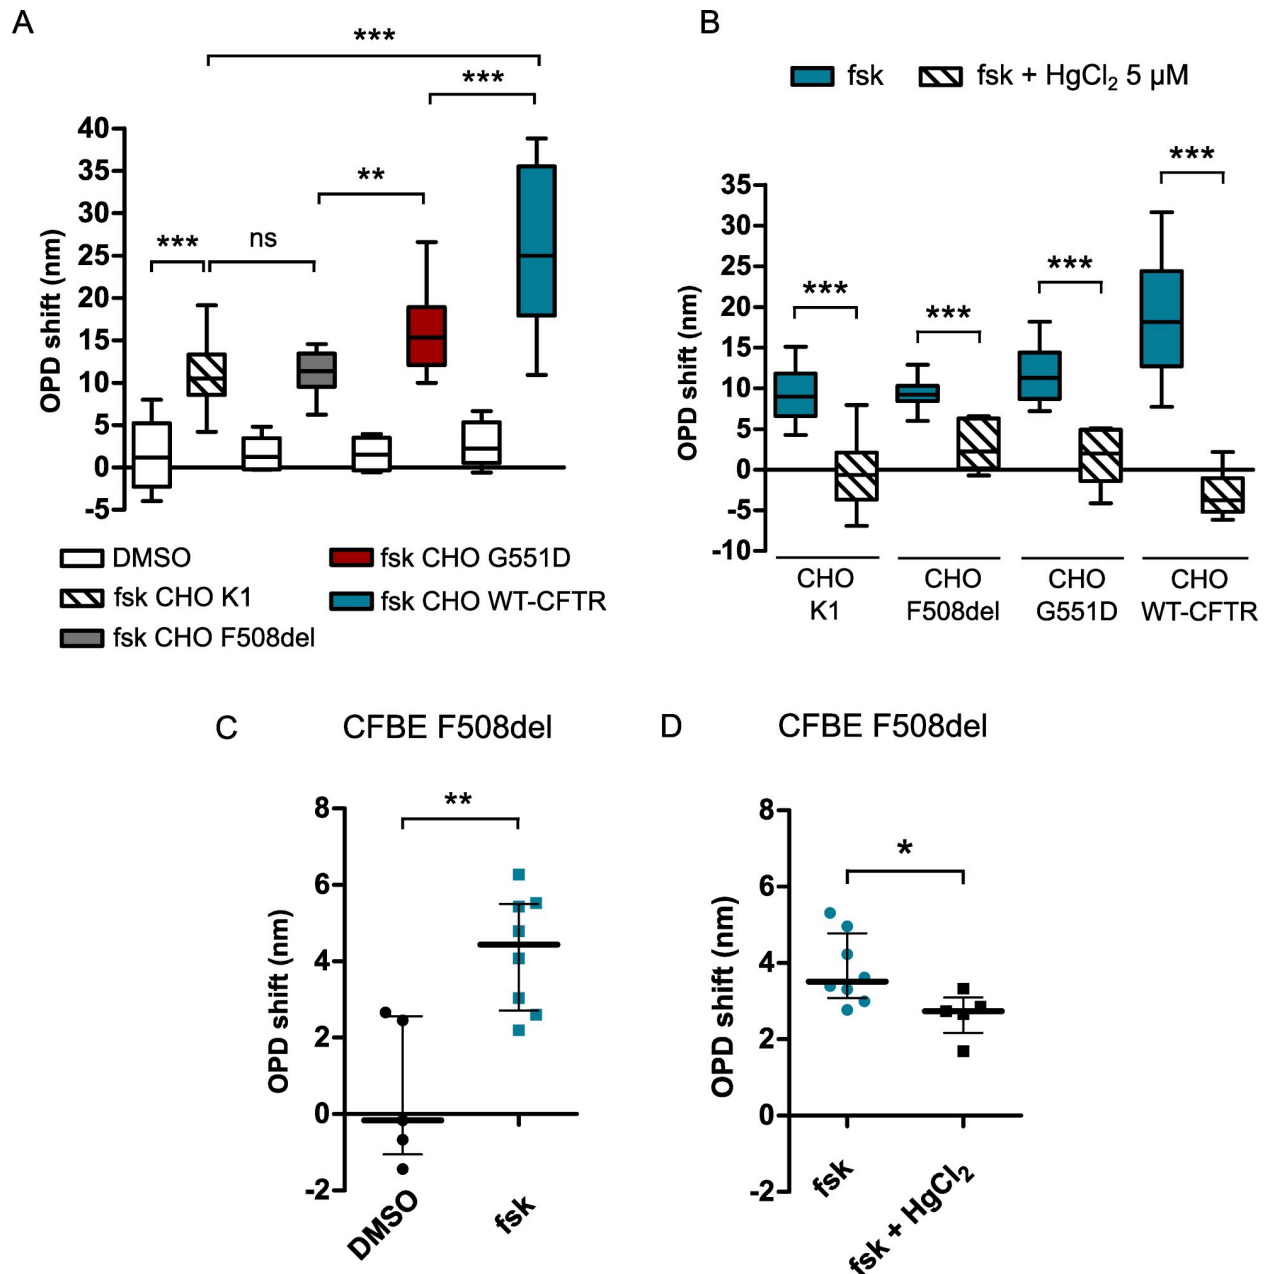 A
***
***
**
***
ns
OPD shift (nm)
40
35
30
25
20
15
10
5
0
-5
DMSO
fsk CHO K1
fsk CHO F508del
fsk CHO G551D
fsk CHO WT-CFTR
B
fsk
fsk + HgCl₂ 5 µM
***
***
***
***
OPD shift (nm)
35
30
25
20
15
10
5
0
-5
-10
CHO
K1
CHO
F508del
CHO
G551D
CHO
WT-CFTR
C
CFBE F508del
**
OPD shift (nm)
8
6
4
2
0
-2
DMSO
fsk
D
CFBE F508del
*
OPD shift (nm)
8
6
4
2
0
-2
fsk
fsk + HgCl₂